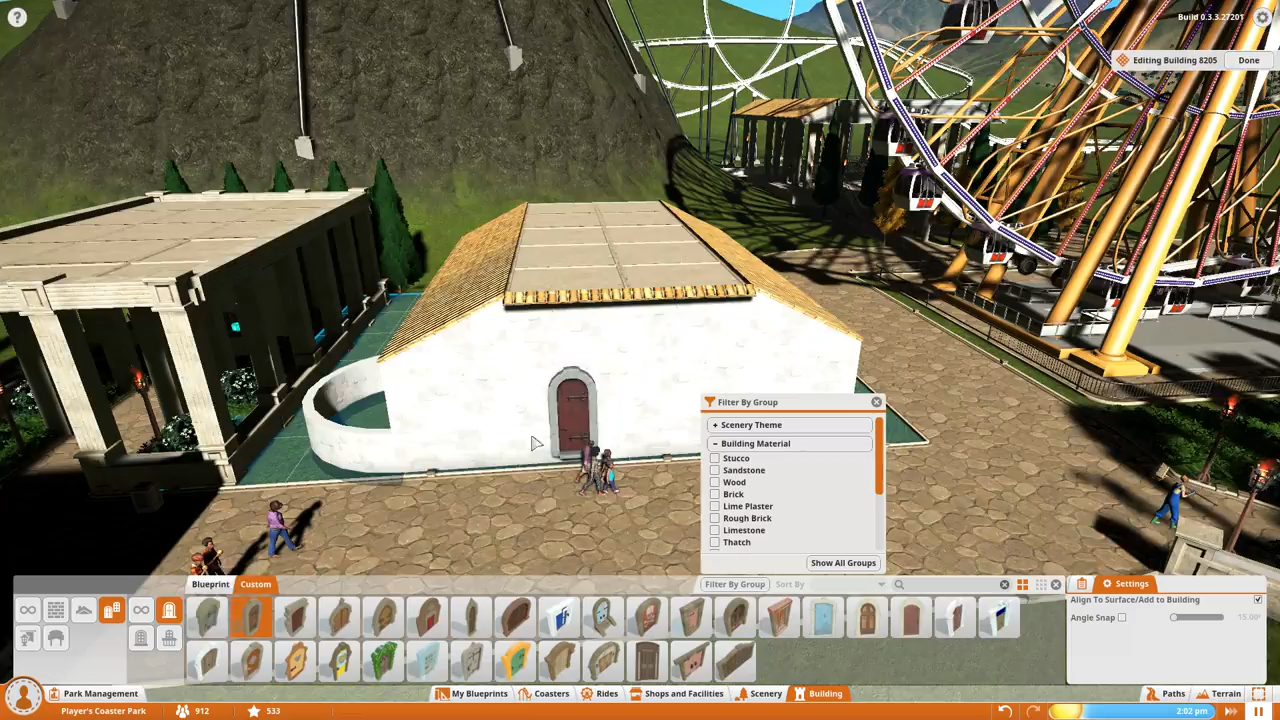 ?
Build 0.3.3.27201
Editing Building 8205
Done
Filter By Group
+ Scenery Theme
− Building Material
Stucco
Sandstone
Wood
Brick
Lime Plaster
Rough Brick
Limestone
Thatch
Show All Groups
Blueprint
Custom
Filter By Group
Sort By
Settings
Align To Surface/Add to Building
Angle Snap
15.00°
Park Management
My Blueprints
Coasters
Rides
Shops and Facilities
Scenery
Building
Paths
Terrain
Player's Coaster Park
912
533
2:02 pm